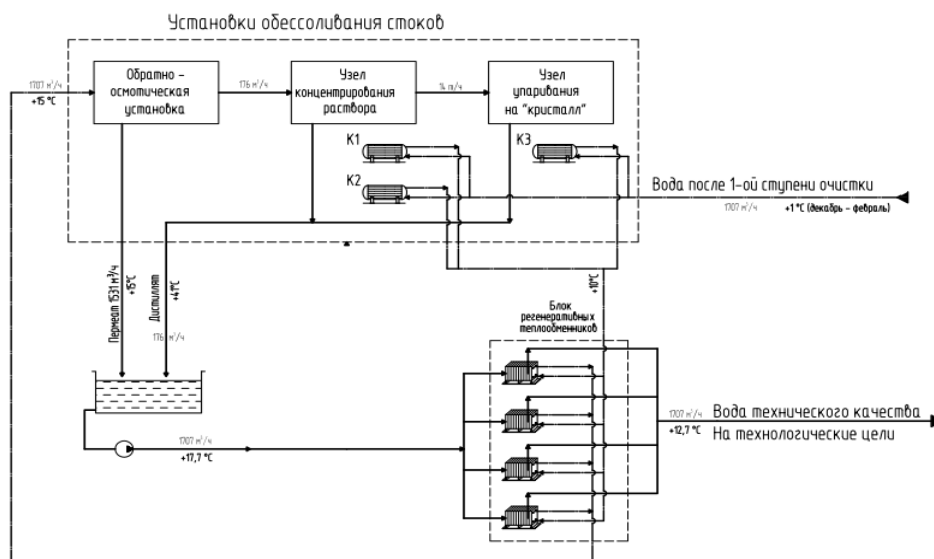 Установки обессоливания стоков
1707 м³/ч
+15 °С
Обратно -
осмотическая
установка
176 м³/ч
Узел
концентрирования
раствора
14 т/ч
Узел
упаривания
на "кристалл"
К1
К2
К3
Вода после 1-ой ступени очистки
1707 м³/ч
+1 °С (декабрь - февраль)
Пермеат 1531 м³/ч
+15°С
Дистиллят
176 м³/ч
+41°С
+10°С
Блок
регенеративных
теплообменников
1707 м³/ч
+17,7 °С
1707 м³/ч
+12,7 °С
Вода технического качества
На технологические цели